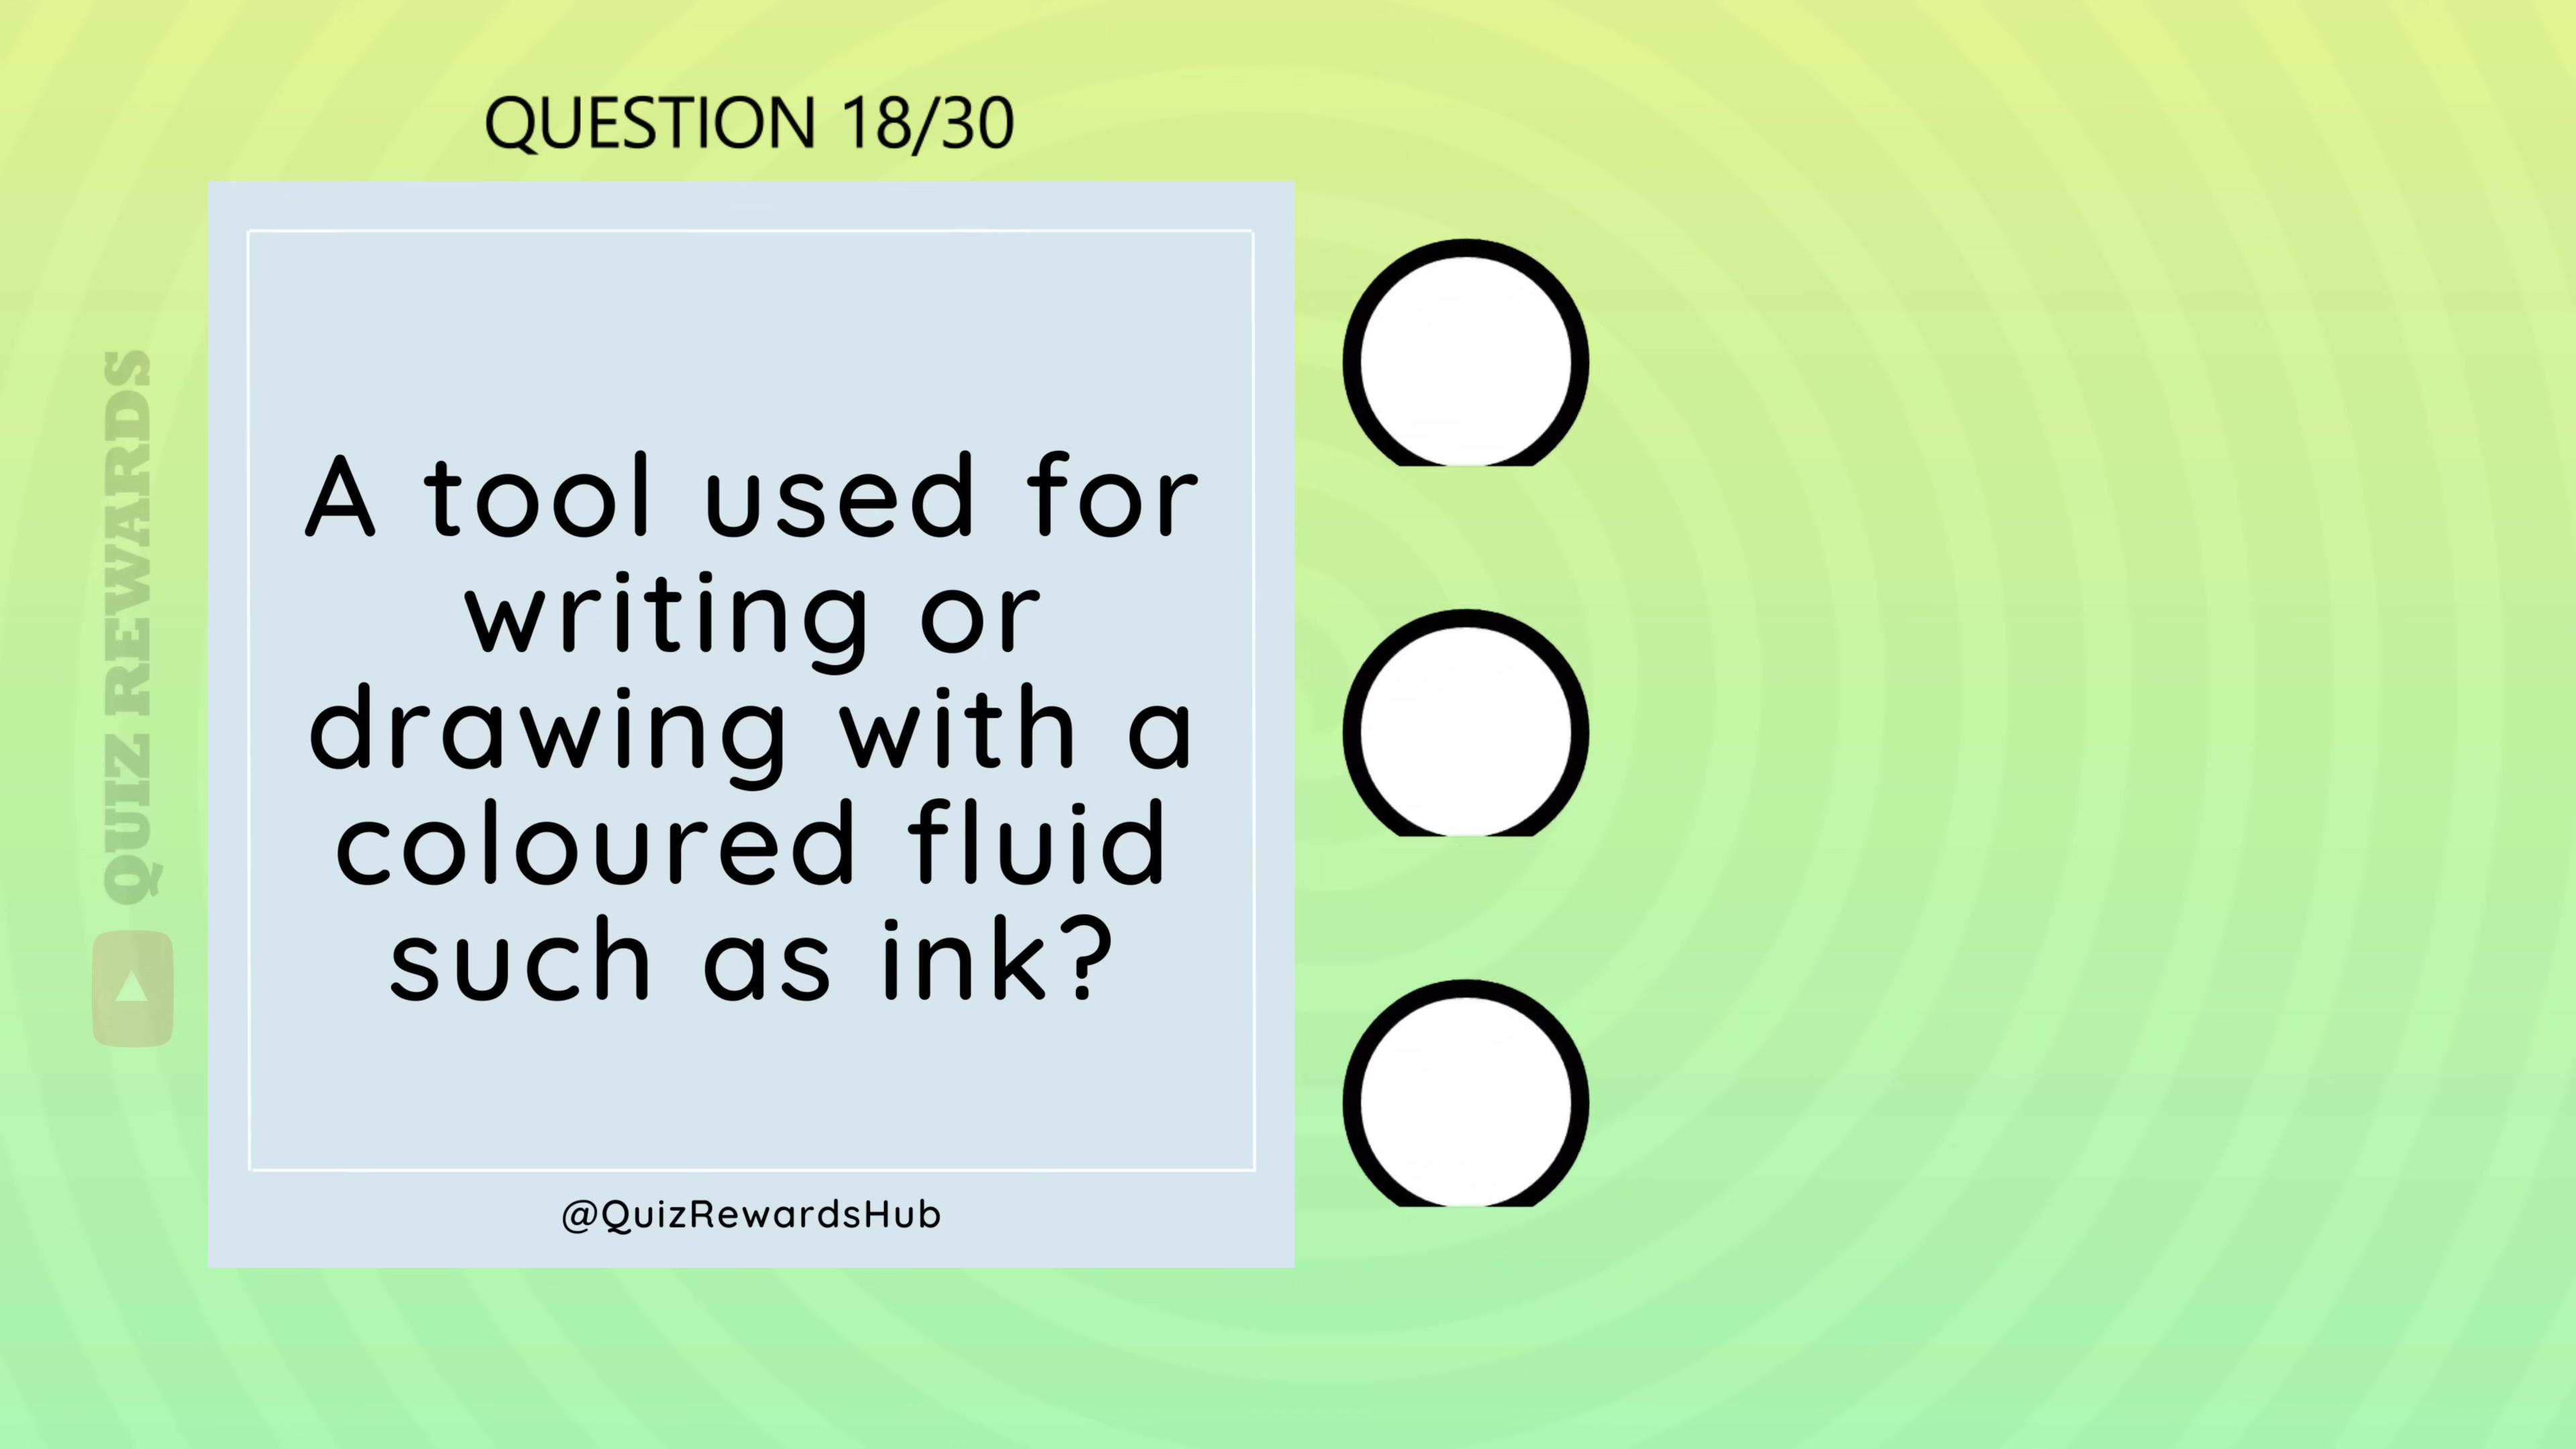 QUESTION 18/30
A tool used for
writing or
drawing with a
coloured fluid
such as ink?
@QuizRewardsHub
QUIZ REWARDS